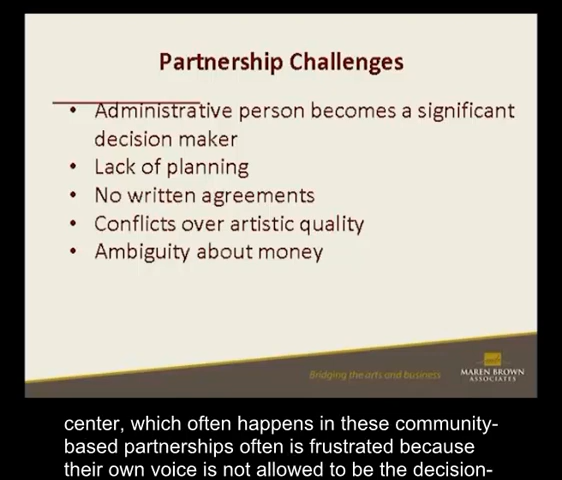 Partnership Challenges
• Administrative person becomes a significant
decision maker
• Lack of planning
• No written agreements
• Conflicts over artistic quality
• Ambiguity about money
Bridging the arts and business
MAREN BROWN
ASSOCIATES
center, which often happens in these community-
based partnerships often is frustrated because
their own voice is not allowed to be the decision-